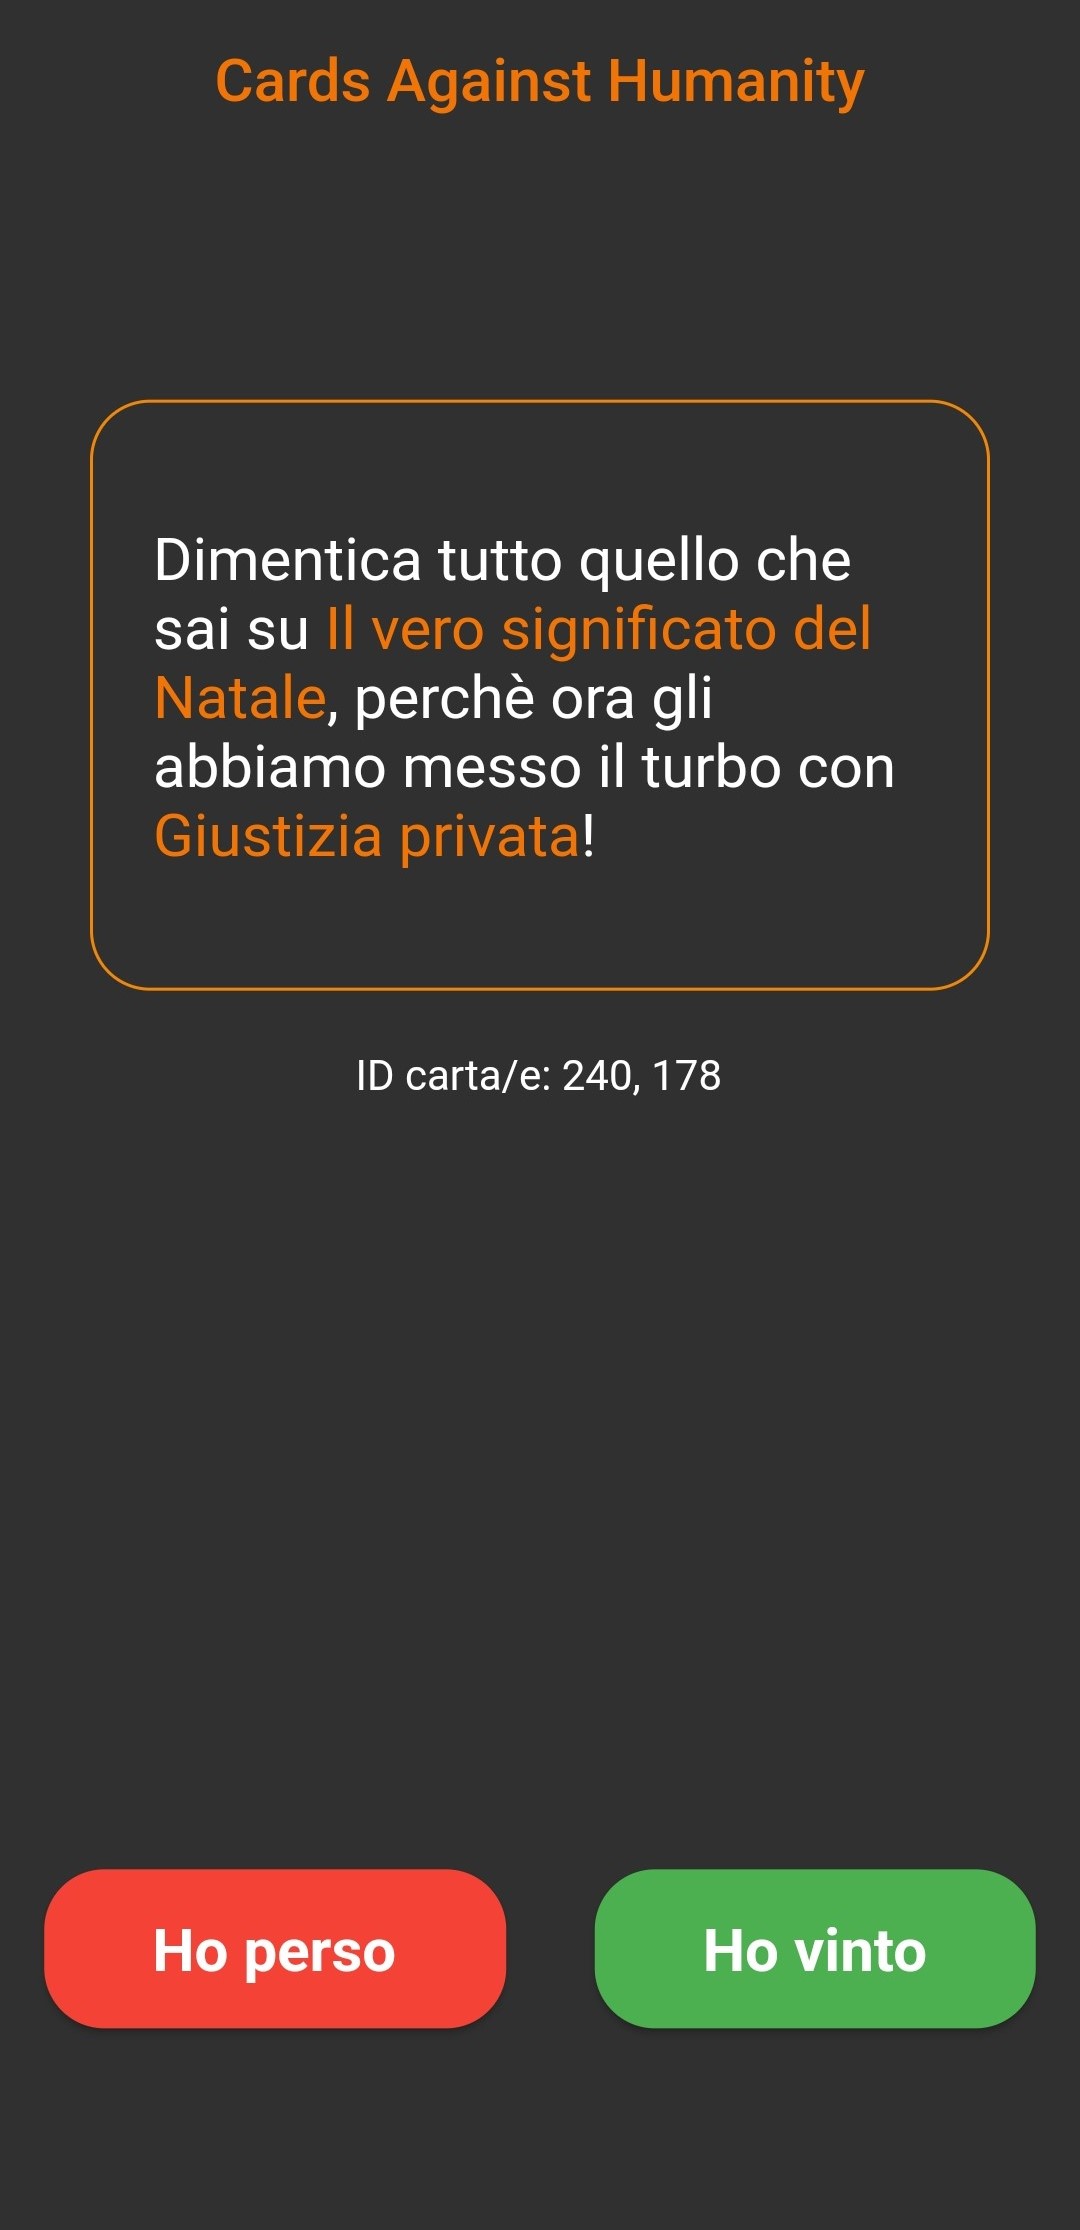 Cards Against Humanity
Dimentica tutto quello che
sai su Il vero significato del
Natale, perchè ora gli
abbiamo messo il turbo con
Giustizia privata!
ID carta/e: 240, 178
Ho perso
Ho vinto